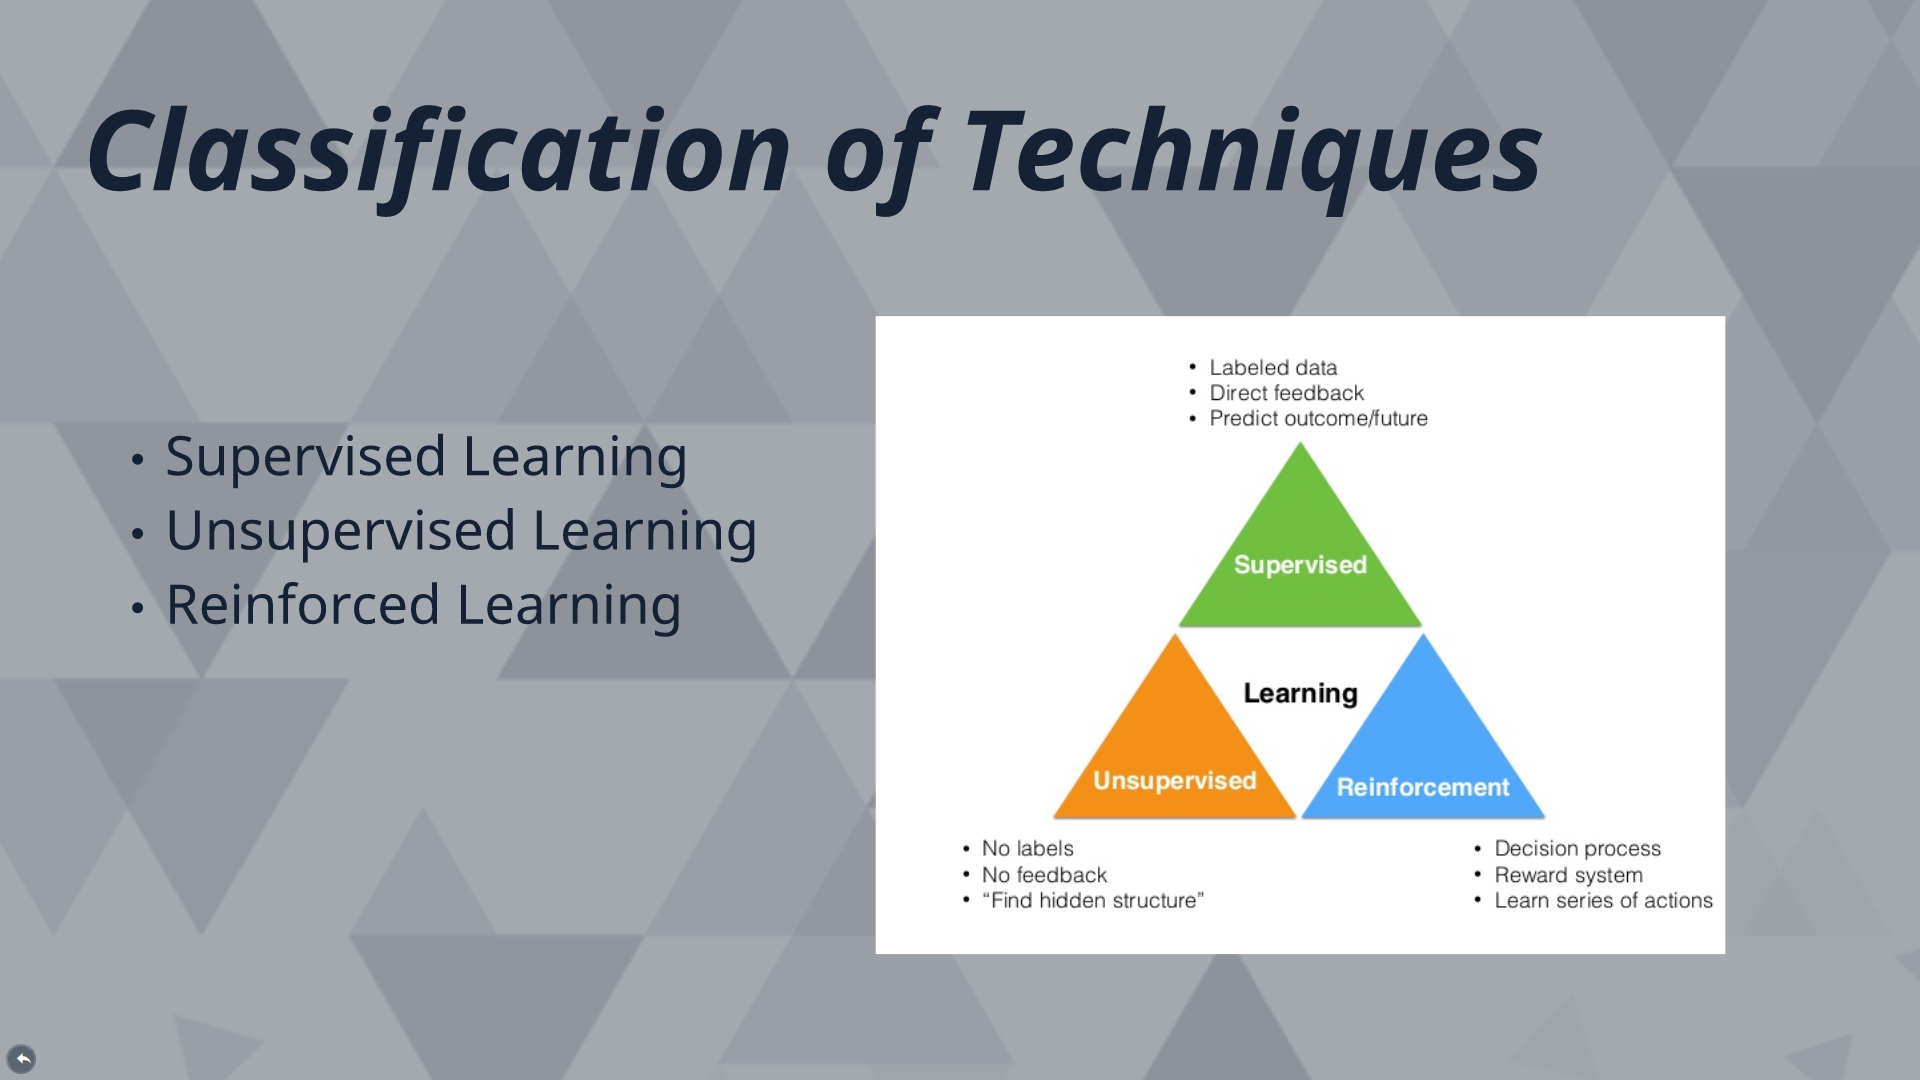 Classification of Techniques
• Supervised Learning
• Unsupervised Learning
• Reinforced Learning
• Labeled data
• Direct feedback
• Predict outcome/future
Supervised
Learning
Unsupervised
Reinforcement
• No labels
• No feedback
• “Find hidden structure”
• Decision process
• Reward system
• Learn series of actions